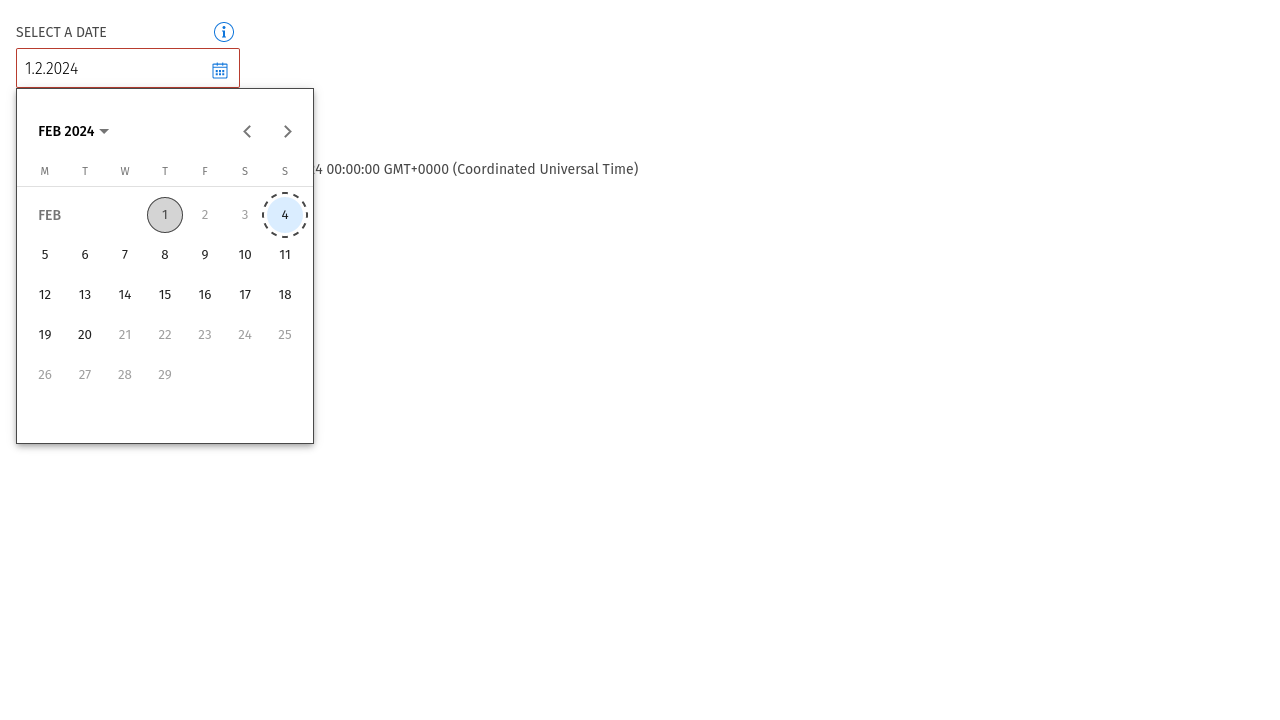 SELECT A DATE
1.2.2024
FEB 2024
M T W T F S S
4 00:00:00 GMT+0000 (Coordinated Universal Time)
FEB 1 2 3 4
5 6 7 8 9 10 11
12 13 14 15 16 17 18
19 20 21 22 23 24 25
26 27 28 29